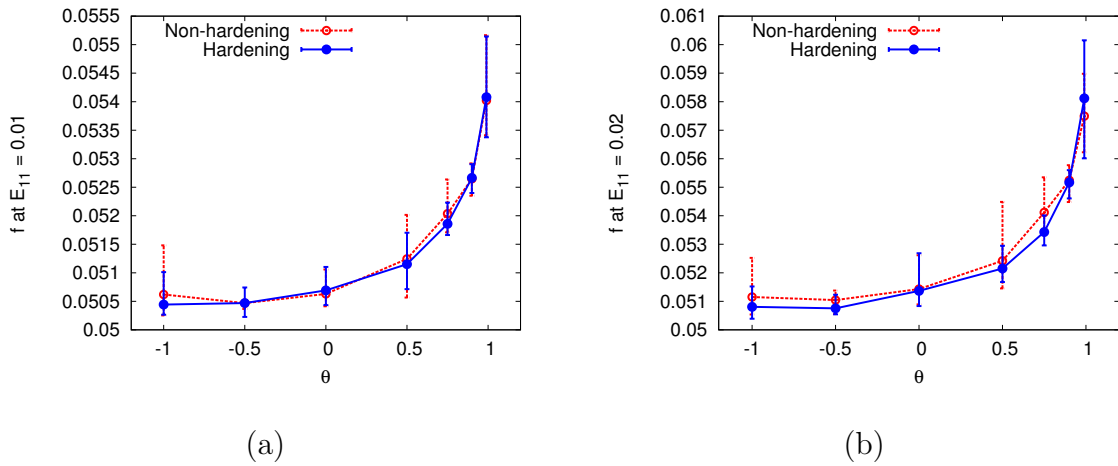 0.0555
0.055
0.0545
0.054
0.0535
0.053
0.0525
0.052
0.0515
0.051
0.0505
0.05
f at E11 = 0.01
Non-hardening
Hardening
-1 -0.5 0 0.5 1
θ
(a)
0.061
0.06
0.059
0.058
0.057
0.056
0.055
0.054
0.053
0.052
0.051
0.05
f at E11 = 0.02
Non-hardening
Hardening
-1 -0.5 0 0.5 1
θ
(b)